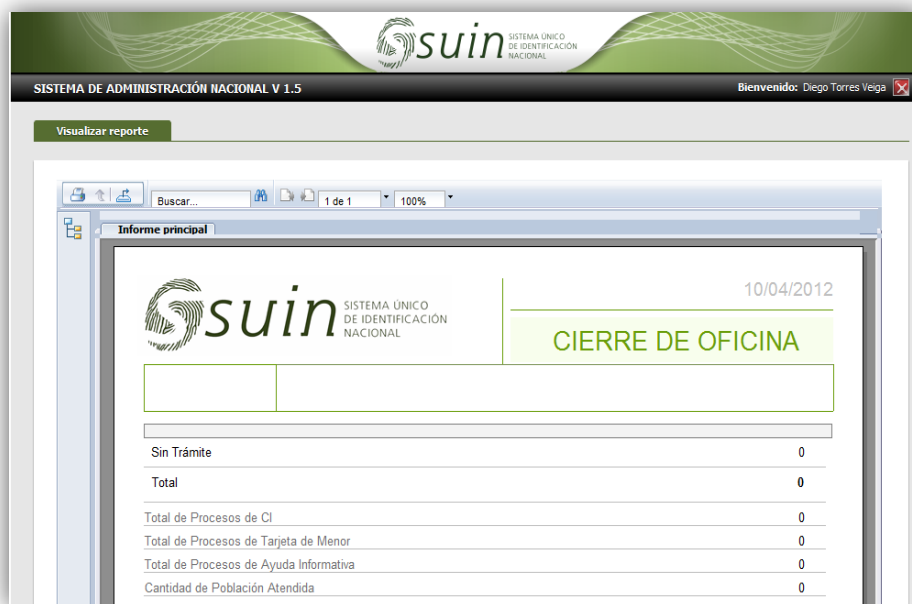 suin SISTEMA ÚNICO
DE IDENTIFICACIÓN
NACIONAL
SISTEMA DE ADMINISTRACIÓN NACIONAL V 1.5
Bienvenido: Diego Torres Veiga
Visualizar reporte
Buscar...
1 de 1
100%
Informe principal
suin SISTEMA ÚNICO
DE IDENTIFICACIÓN
NACIONAL
10/04/2012
CIERRE DE OFICINA
Sin Trámite 0
Total 0
Total de Procesos de CI 0
Total de Procesos de Tarjeta de Menor 0
Total de Procesos de Ayuda Informativa 0
Cantidad de Población Atendida 0